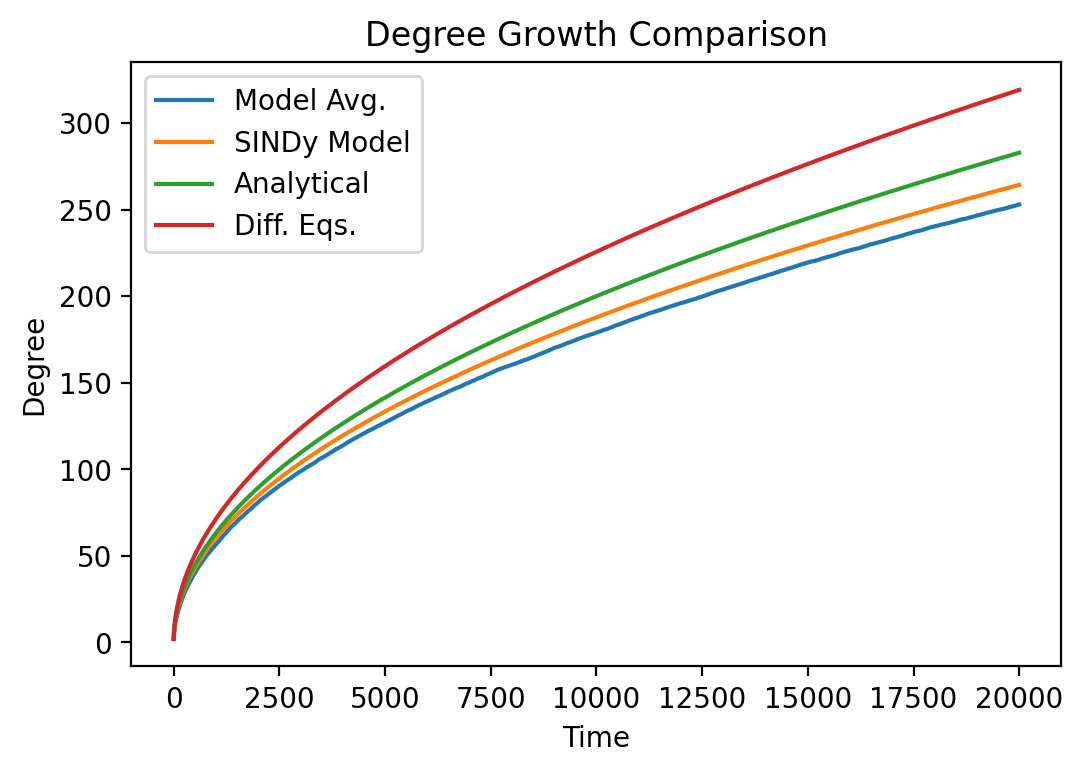 Degree Growth Comparison
Model Avg.
SINDy Model
Analytical
Diff. Eqs.
Degree
300
250
200
150
100
50
0
0 2500 5000 7500 10000 12500 15000 17500 20000
Time